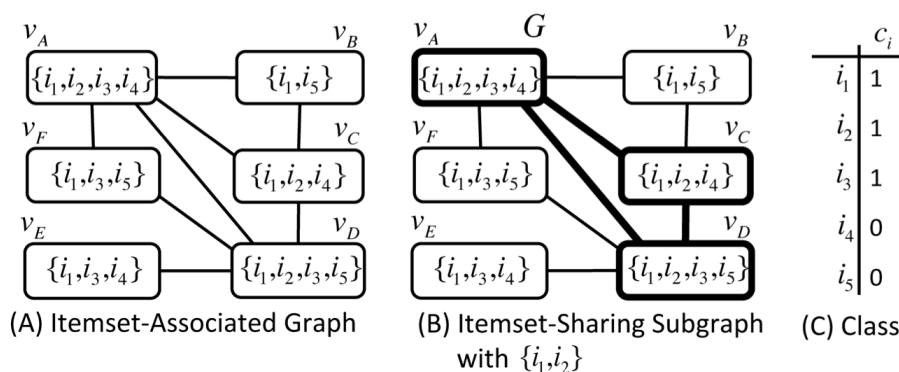 v_A
v_B
{i_1,i_2,i_3,i_4}
{i_1,i_5}
v_F
v_C
{i_1,i_3,i_5}
{i_1,i_2,i_4}
v_E
v_D
{i_1,i_3,i_4}
{i_1,i_2,i_3,i_5}
(A) Itemset-Associated Graph
v_A
G
v_B
{i_1,i_2,i_3,i_4}
{i_1,i_5}
v_F
v_C
{i_1,i_3,i_5}
{i_1,i_2,i_4}
v_E
v_D
{i_1,i_3,i_4}
{i_1,i_2,i_3,i_5}
(B) Itemset-Sharing Subgraph
with {i_1,i_2}
c_i
i_1 1
i_2 1
i_3 1
i_4 0
i_5 0
(C) Class